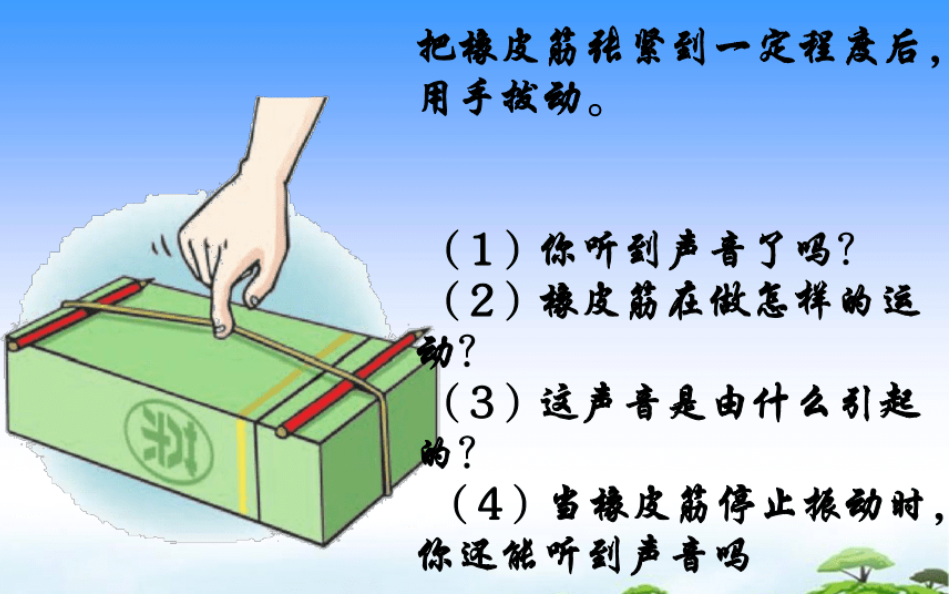 把橡皮筋张紧到一定程度后，
用手拨动。
（1）你听到声音了吗？
（2）橡皮筋在做怎样的运
动？
（3）这声音是由什么引起
的？
（4）当橡皮筋停止振动时，
你还能听到声音吗